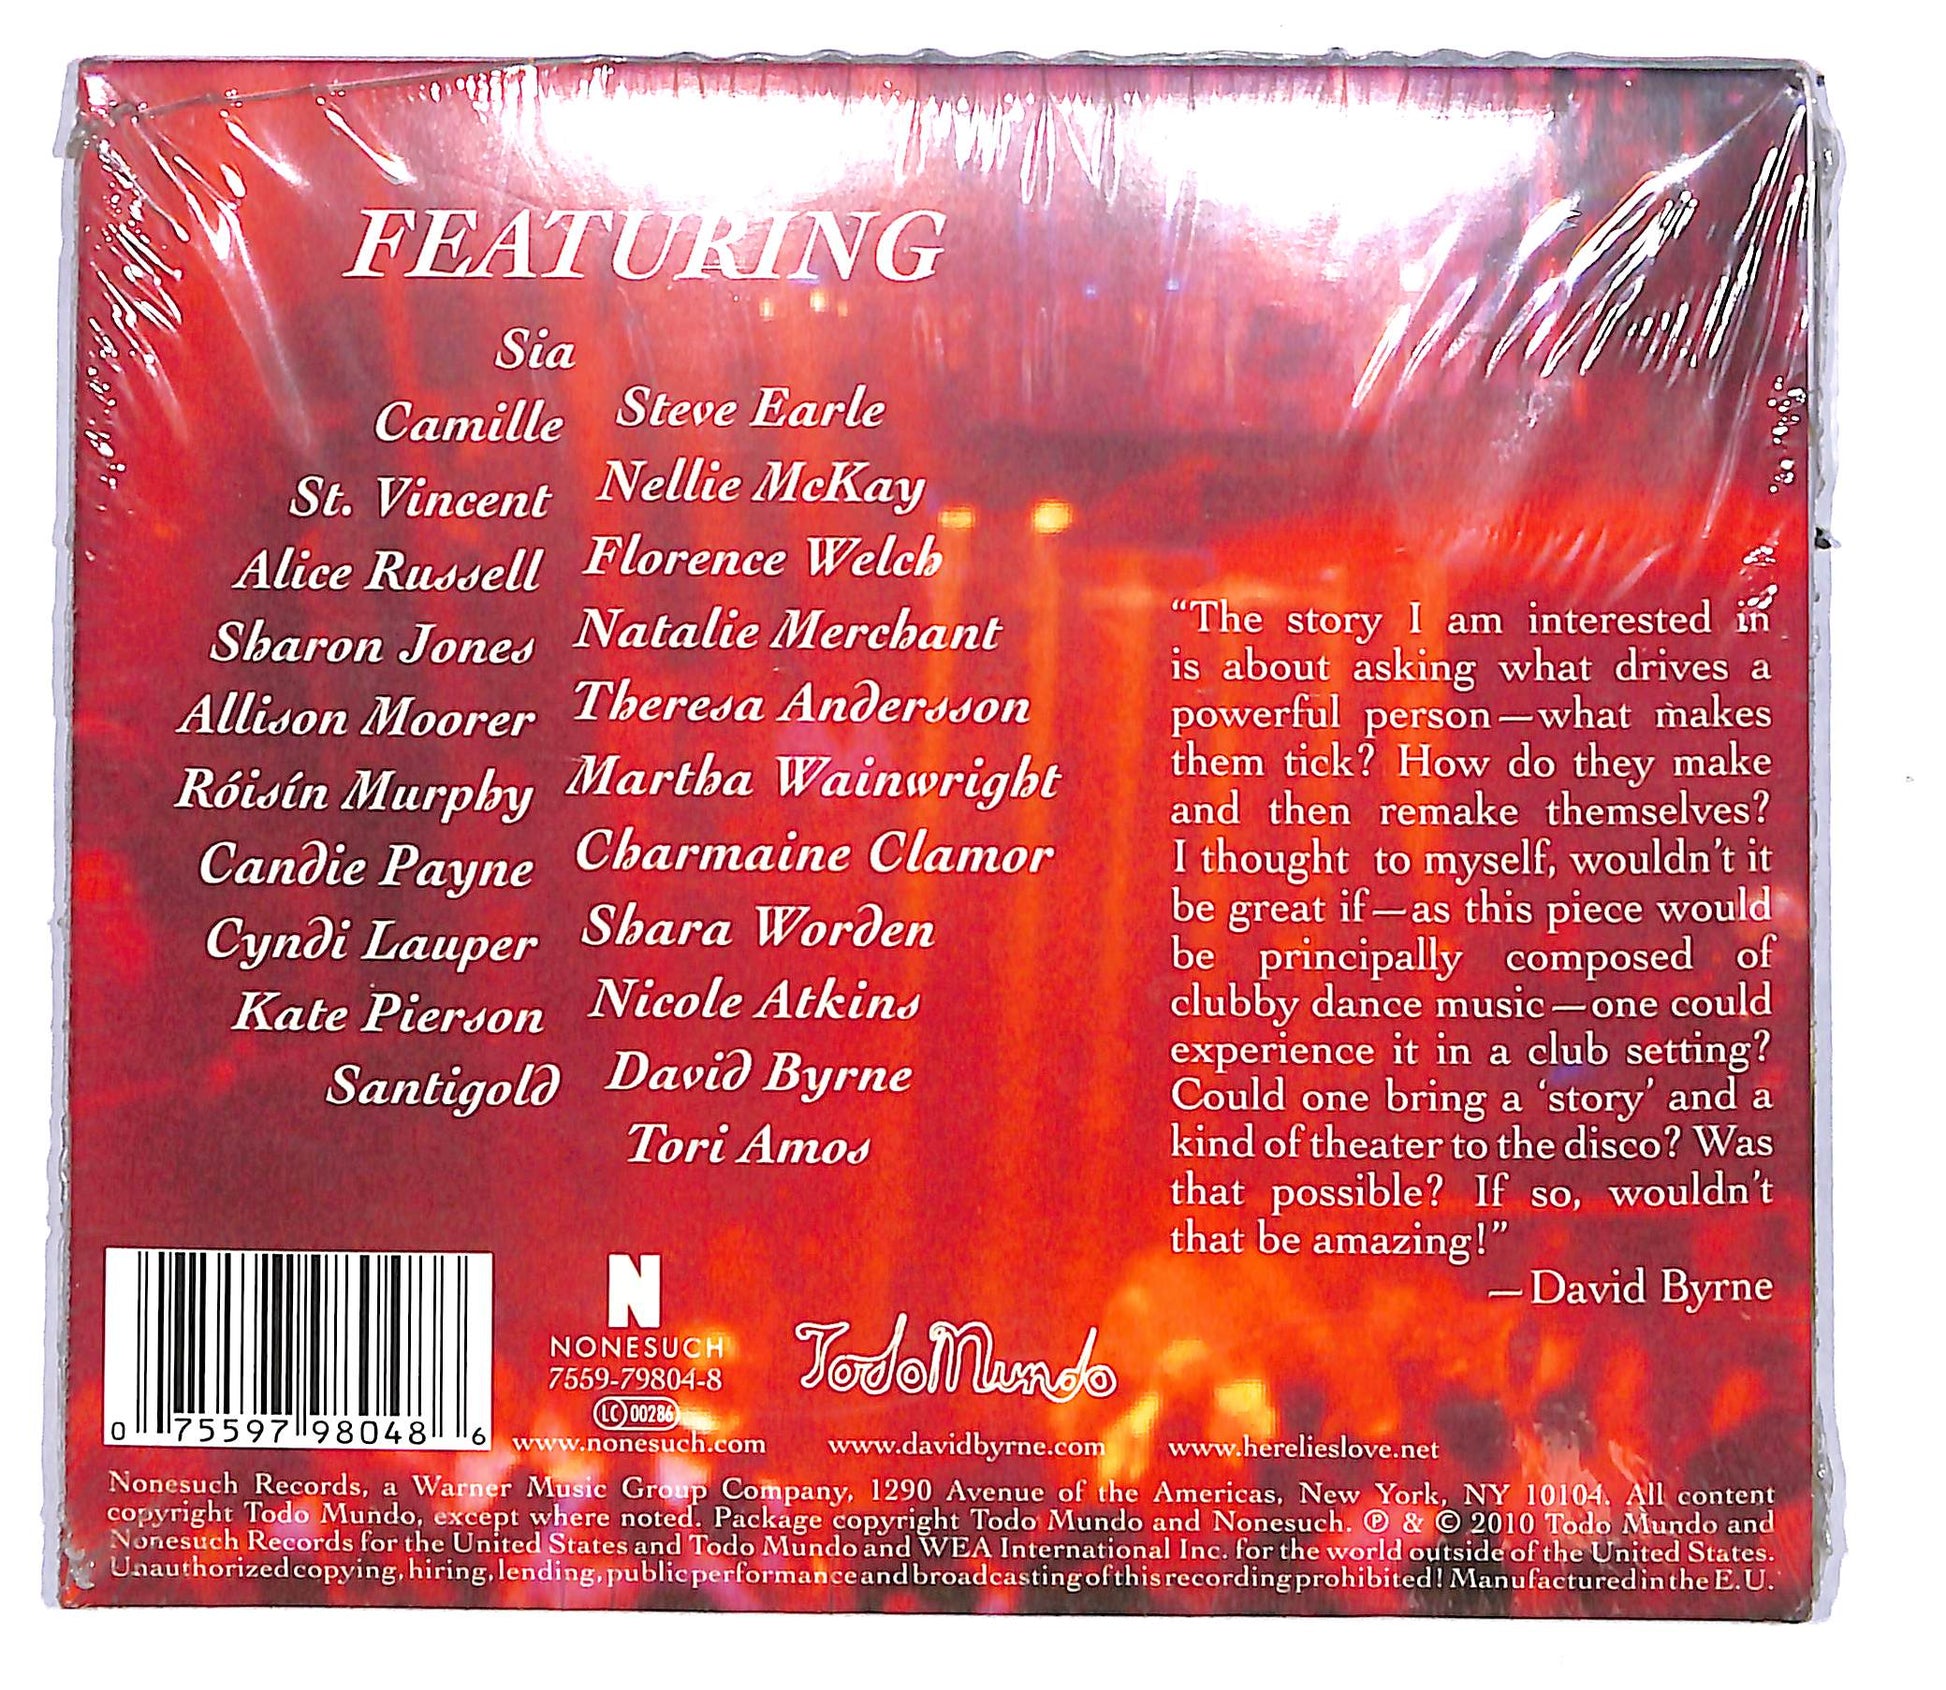 FEATURING
Sia
Camille
St. Vincent
Alice Russell
Sharon Jones
Allison Moorer
Róisín Murphy
Candie Payne
Cyndi Lauper
Kate Pierson
Santigold
Steve Earle
Nellie McKay
Florence Welch
Natalie Merchant
Theresa Andersson
Martha Wainwright
Charmaine Clamor
Shara Worden
Nicole Atkins
David Byrne
Tori Amos
“The story I am interested in
is about asking what drives a
powerful person—what makes
them tick? How do they make
and then remake themselves?
I thought to myself, wouldn’t it
be great if—as this piece would
be principally composed of
clubby dance music—one could
experience it in a club setting?
Could one bring a ‘story’ and a
kind of theater to the disco? Was
that possible? If so, wouldn’t
that be amazing!”
—David Byrne
0 75597 98048 6
N
NONESUCH
7559-79804-8
LC 00286
Todo Mundo
www.nonesuch.com
www.davidbyrne.com
www.herelieslove.net
Nonesuch Records, a Warner Music Group Company, 1290 Avenue of the Americas, New York, NY 10104. All content
copyright Todo Mundo, except where noted. Package copyright Todo Mundo and Nonesuch. ℗ & © 2010 Todo Mundo and
Nonesuch Records for the United States and Todo Mundo and WEA International Inc. for the world outside of the United States.
Unauthorized copying, hiring, lending, public performance and broadcasting of this recording prohibited! Manufactured in the E.U.